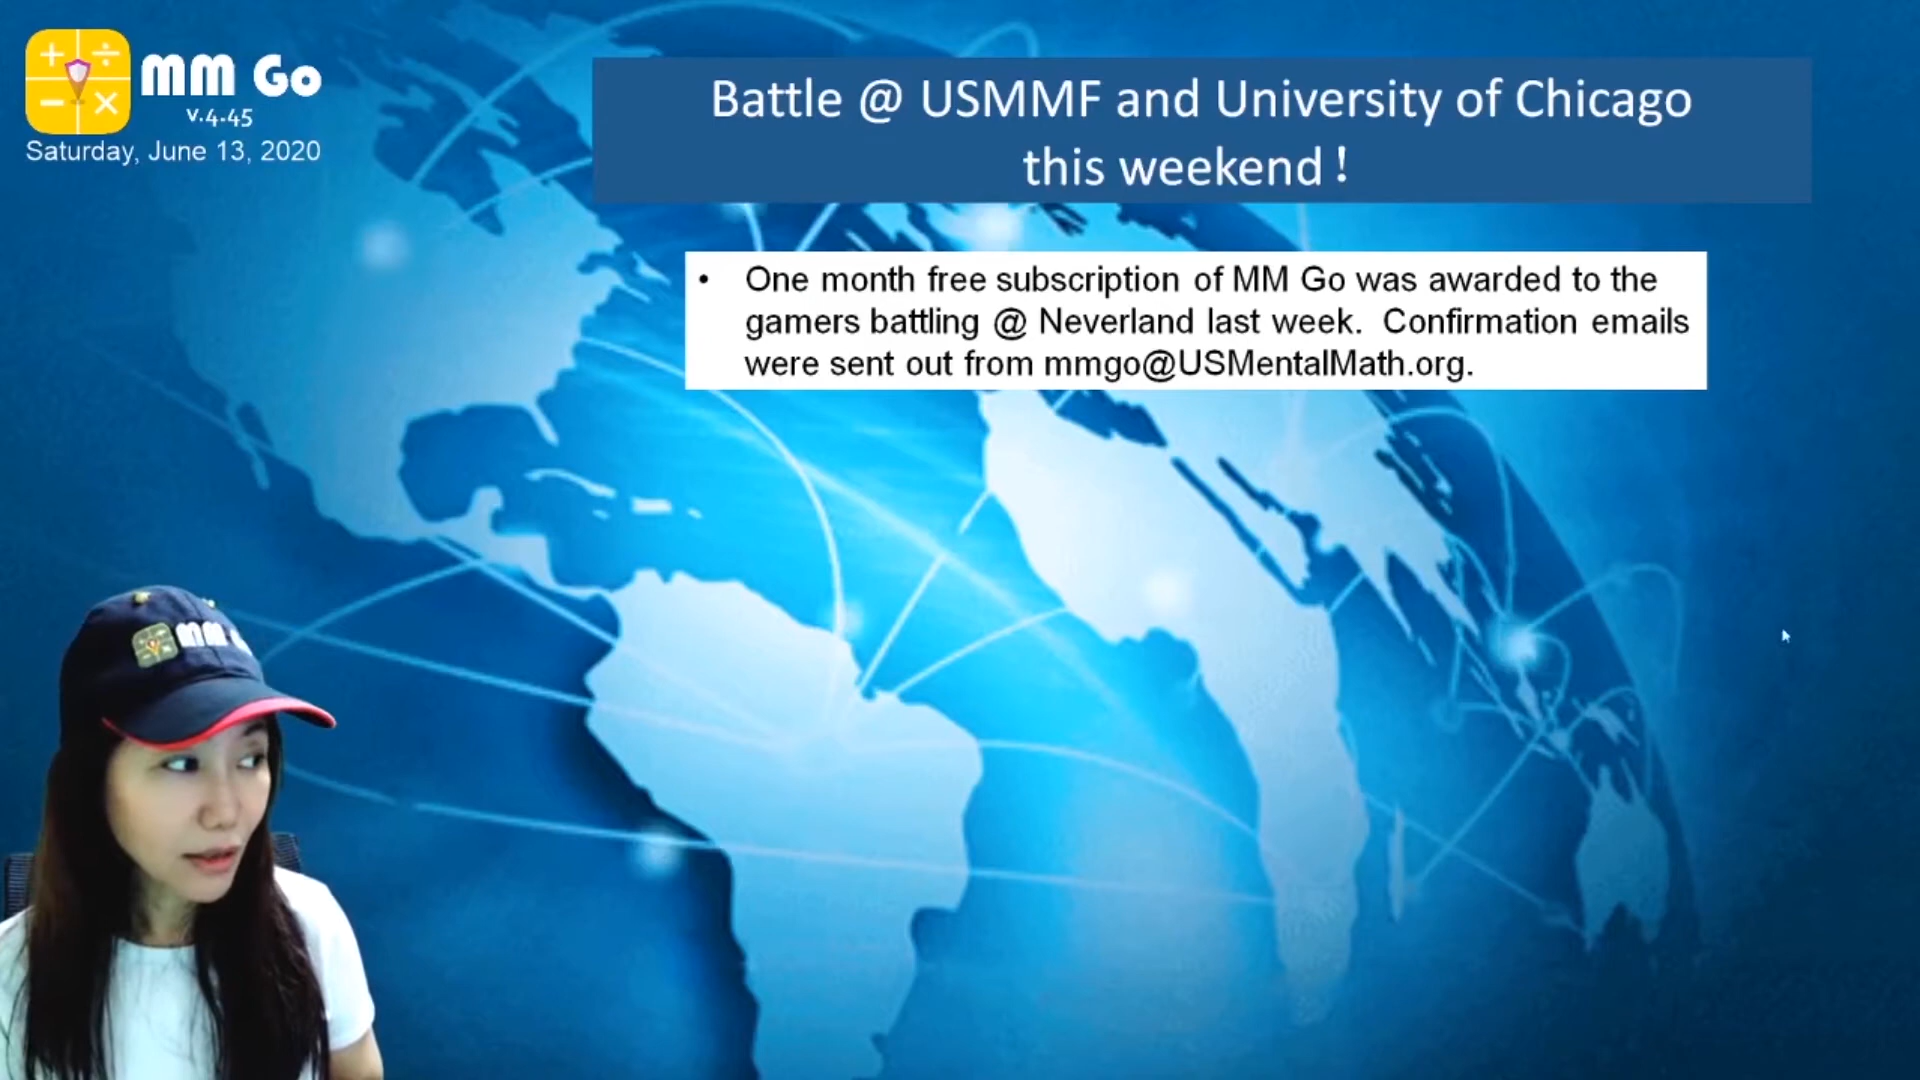 MM Go
v.4.45
Saturday, June 13, 2020
Battle @ USMMF and University of Chicago
this weekend !
• One month free subscription of MM Go was awarded to the
gamers battling @ Neverland last week. Confirmation emails
were sent out from mmgo@USMentalMath.org.
MM